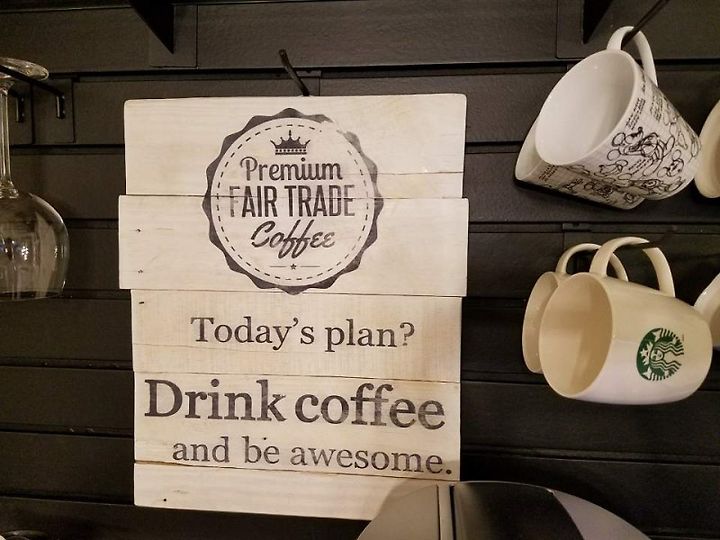 Premium
FAIR TRADE
Coffee
Today's plan?
Drink coffee
and be awesome.